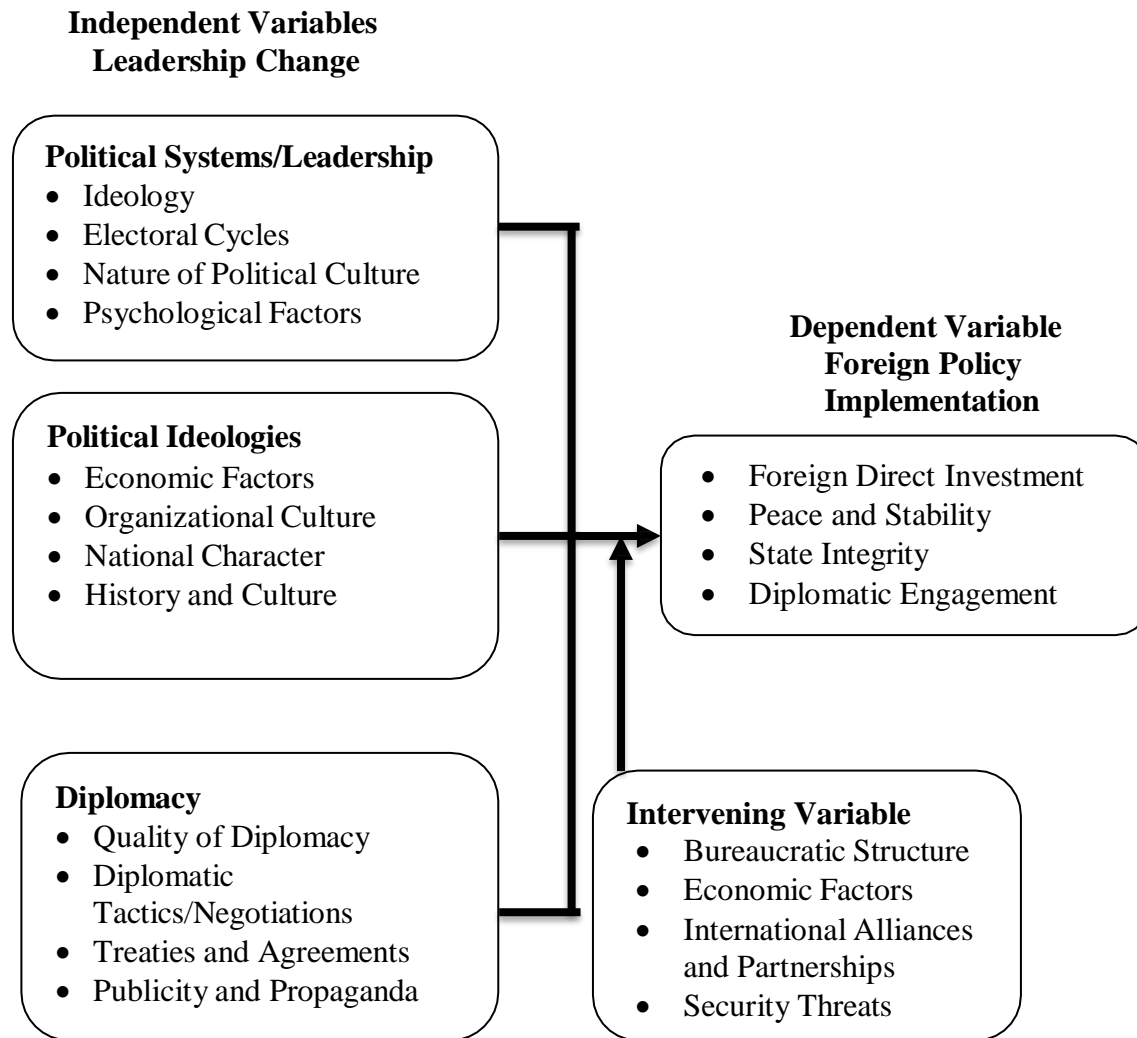 Independent Variables
Leadership Change
Political Systems/Leadership
• Ideology
• Electoral Cycles
• Nature of Political Culture
• Psychological Factors
Political Ideologies
• Economic Factors
• Organizational Culture
• National Character
• History and Culture
Diplomacy
• Quality of Diplomacy
• Diplomatic
Tactics/Negotiations
• Treaties and Agreements
• Publicity and Propaganda
Dependent Variable
Foreign Policy
Implementation
• Foreign Direct Investment
• Peace and Stability
• State Integrity
• Diplomatic Engagement
Intervening Variable
• Bureaucratic Structure
• Economic Factors
• International Alliances
and Partnerships
• Security Threats